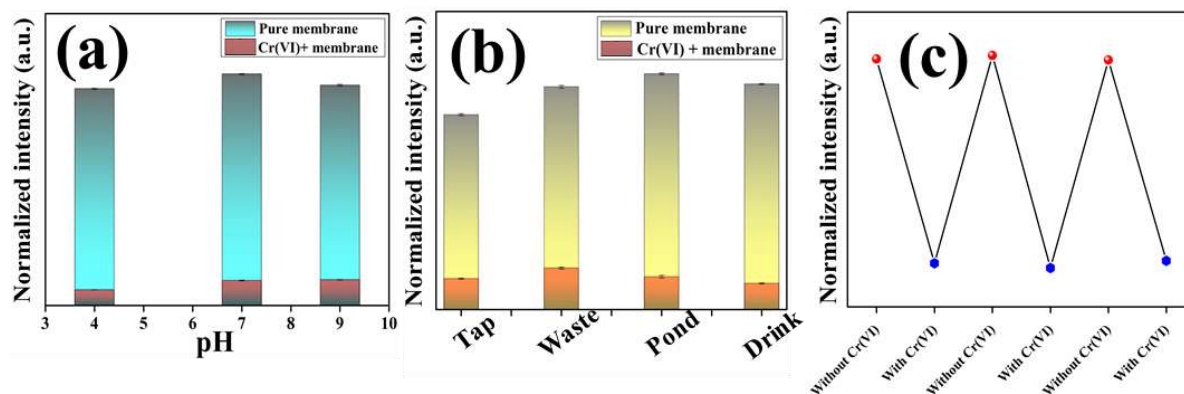 (a)
Pure membrane
Cr(VI)+ membrane
Normalized intensity (a.u.)
3 4 5 6 7 8 9 10
pH
(b)
Pure membrane
Cr(VI)+ membrane
Normalized intensity (a.u.)
Tap Waste Pond Drink
(c)
Normalized intensity (a.u.)
Without Cr(VI) With Cr(VI) Without Cr(VI) With Cr(VI) Without Cr(VI) With Cr(VI)